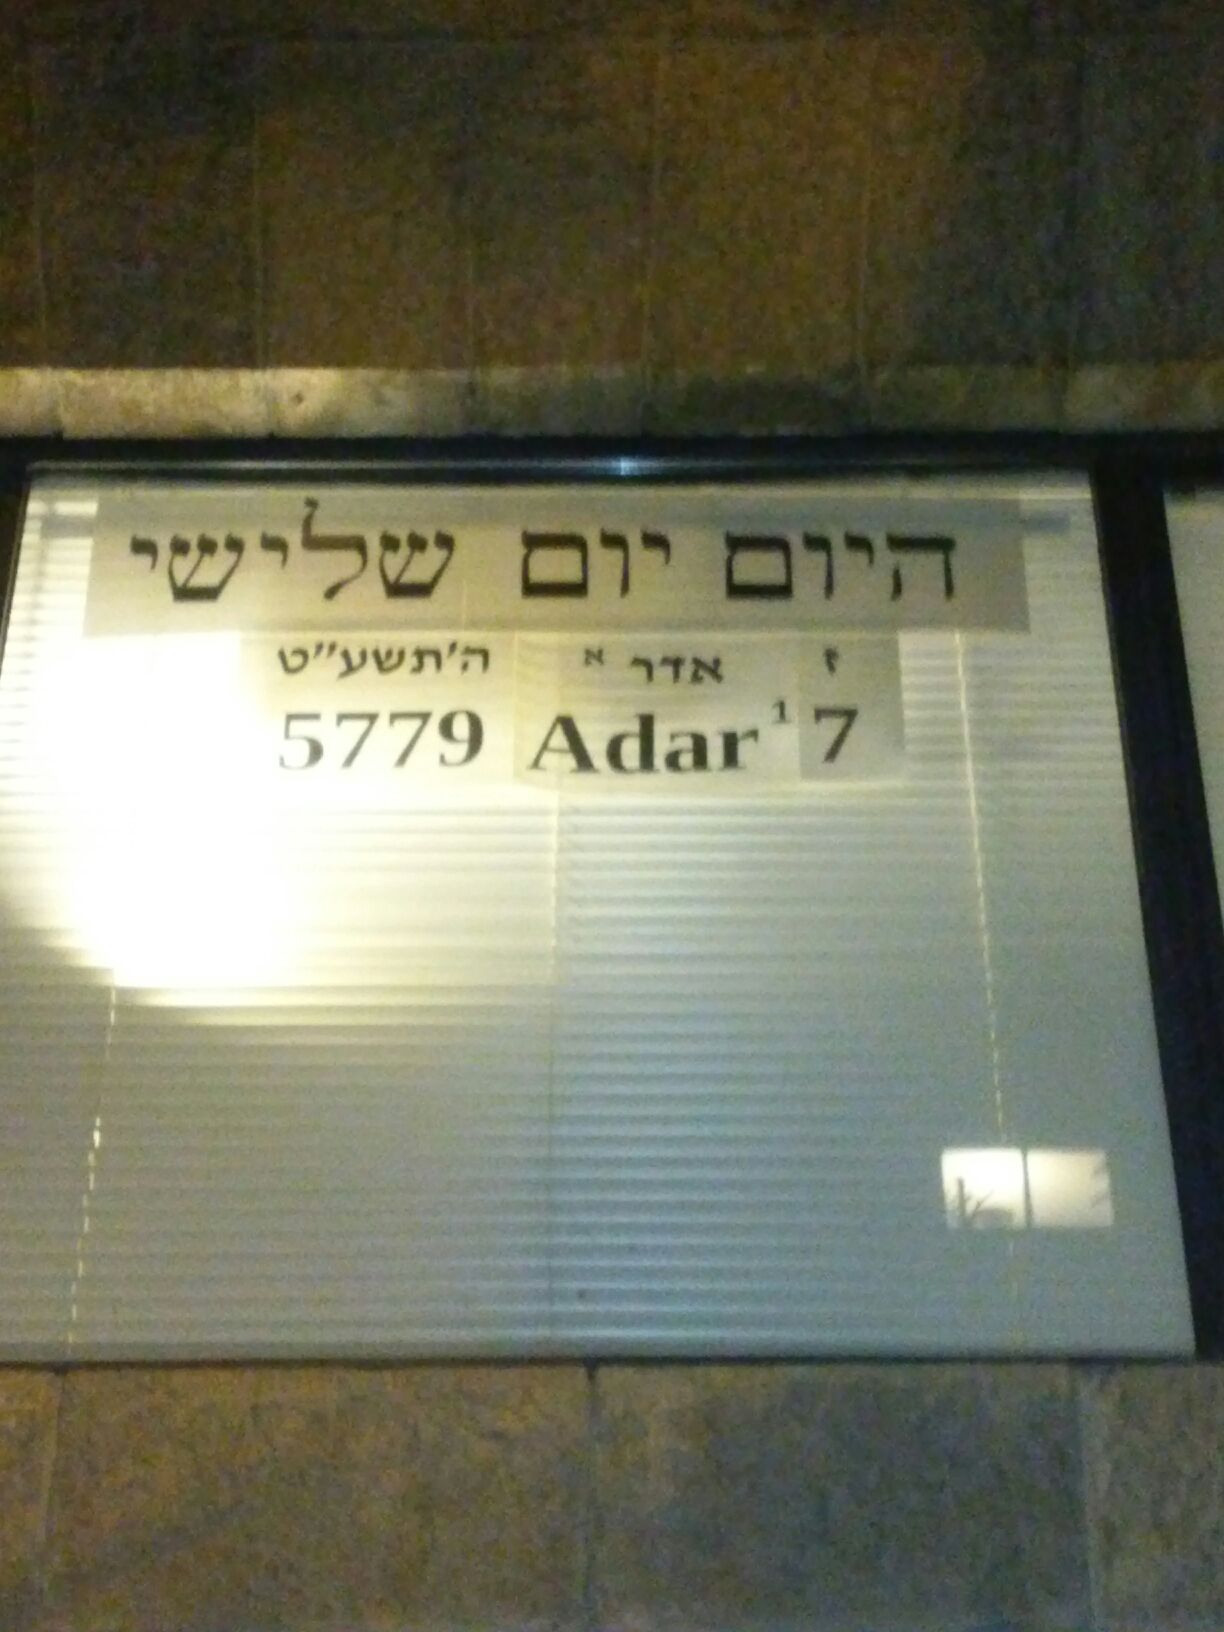 היום יום שלישי
ז אדר א ה'תשע"ט
5779 Adar 1 7